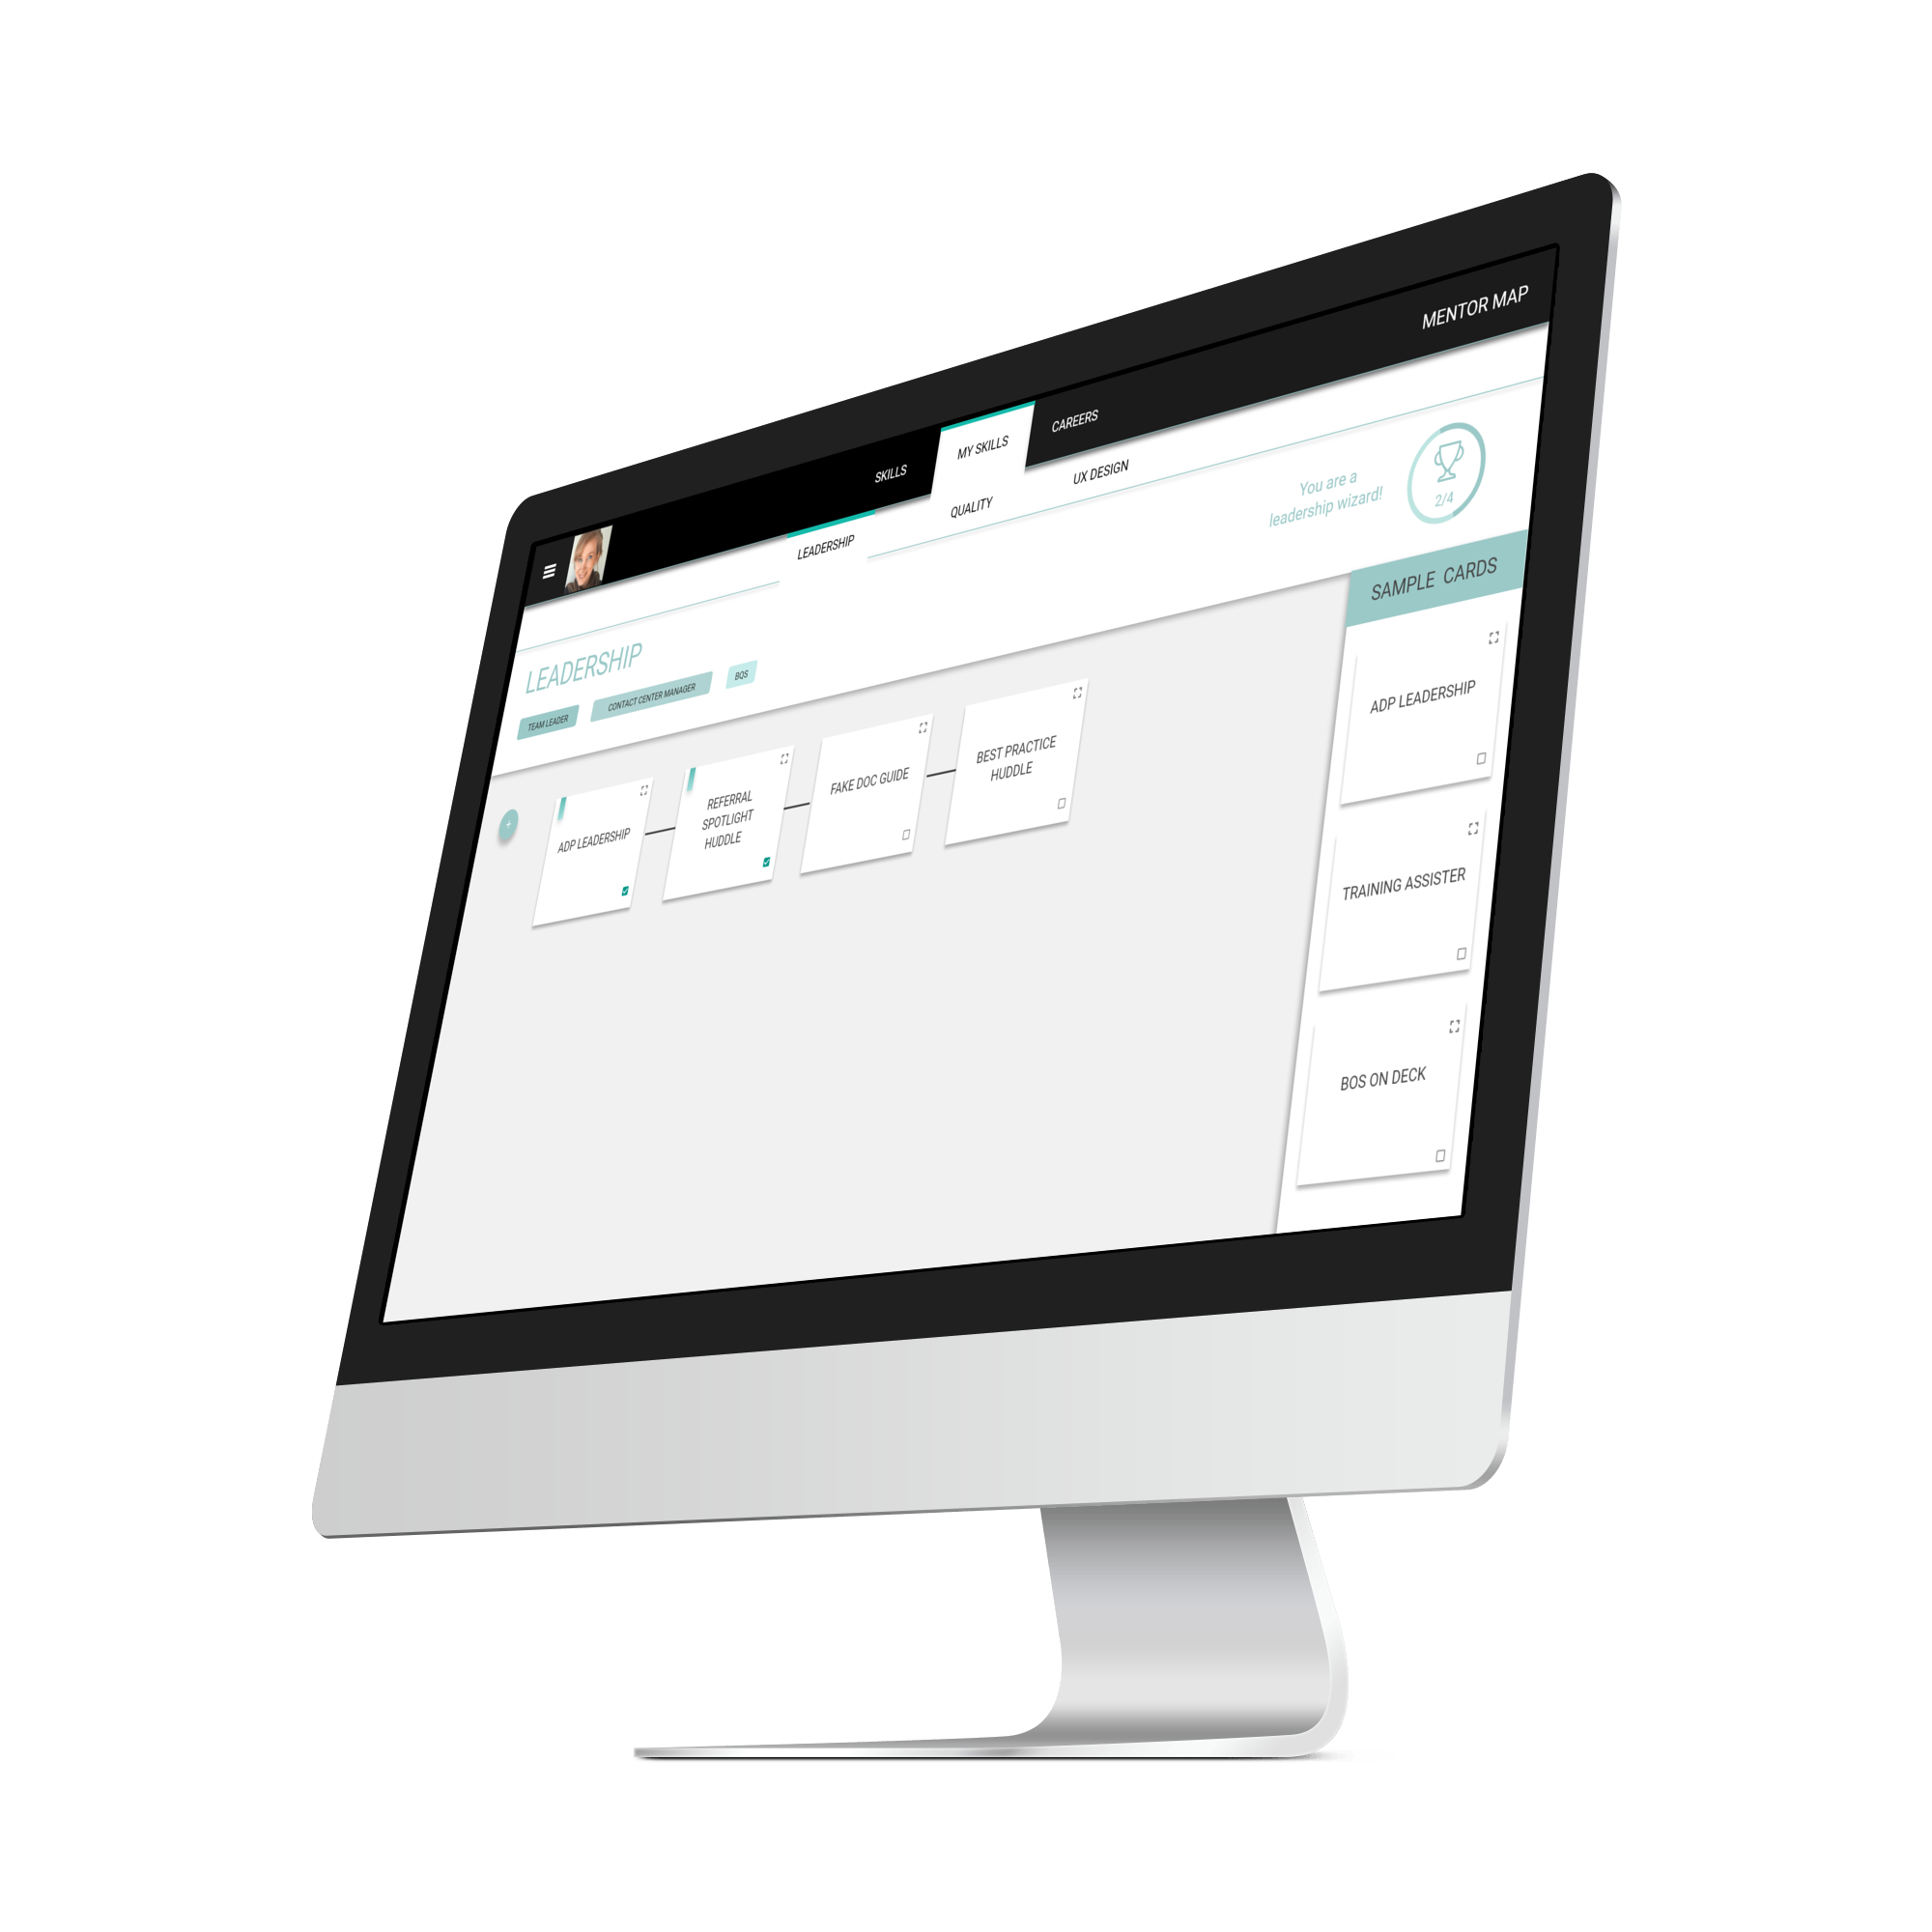 MENTOR MAP
SKILLS
MY SKILLS
CAREERS
LEADERSHIP
QUALITY
UX DESIGN
LEADERSHIP
TEAM LEADER
CONTACT CENTER MANAGER
BQS
You are a
leadership wizard!
2/4
+
ADP LEADERSHIP
REFERRAL
SPOTLIGHT
HUDDLE
FAKE DOC GUIDE
BEST PRACTICE
HUDDLE
SAMPLE CARDS
ADP LEADERSHIP
TRAINING ASSISTER
BOS ON DECK